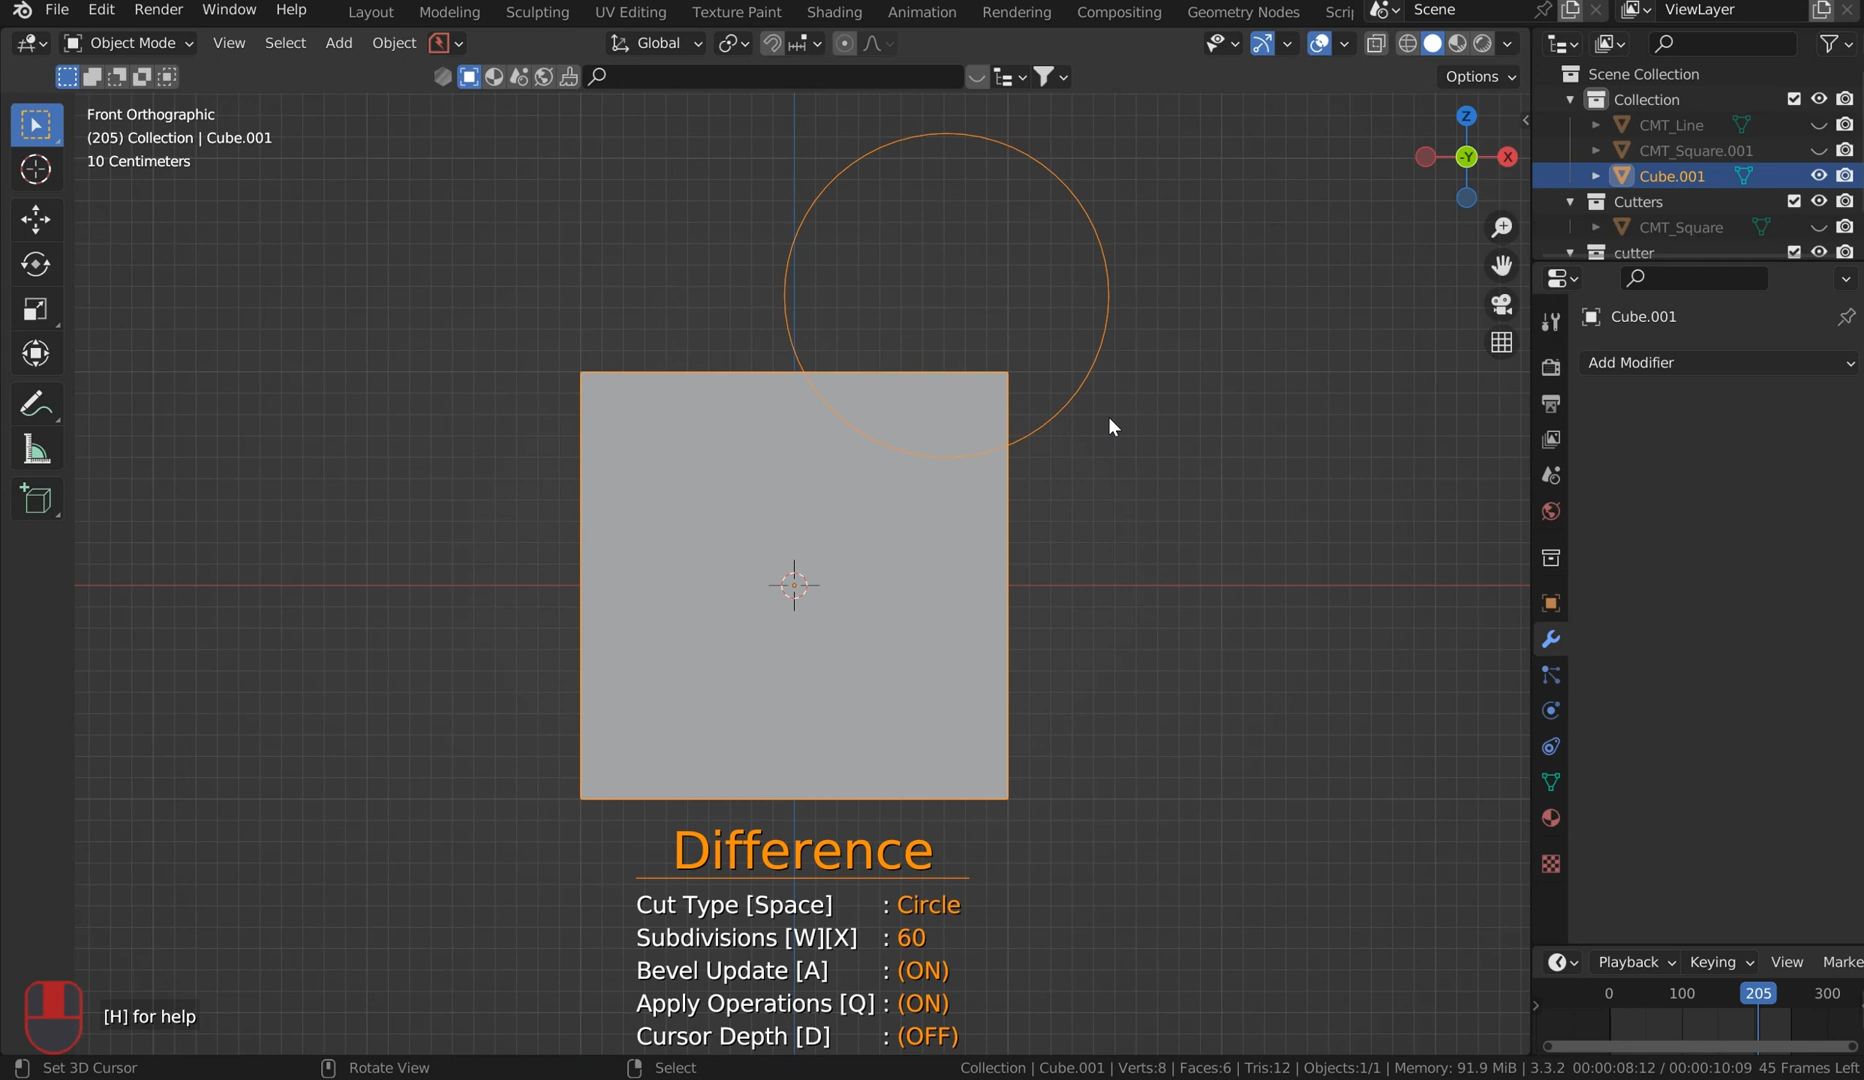 File Edit Render Window Help Layout Modeling Sculpting UV Editing Texture Paint Shading Animation Rendering Compositing Geometry Nodes Scrip Scene ViewLayer
Object Mode View Select Add Object Global
Options
Front Orthographic
(205) Collection | Cube.001
10 Centimeters
Z
-Y
X
Scene Collection
Collection
CMT_Line
CMT_Square.001
Cube.001
Cutters
CMT_Square
cutter
Cube.001
Add Modifier
Difference
Cut Type [Space] : Circle
Subdivisions [W][X] : 60
Bevel Update [A] : (ON)
Apply Operations [Q] : (ON)
Cursor Depth [D] : (OFF)
[H] for help
Playback Keying View Marke
0 100 205 300
Set 3D Cursor Rotate View Select Collection | Cube.001 | Verts:8 | Faces:6 | Tris:12 | Objects:1/1 | Memory: 91.9 MiB | 3.3.2 00:00:08:12 / 00:00:10:09 45 Frames Left